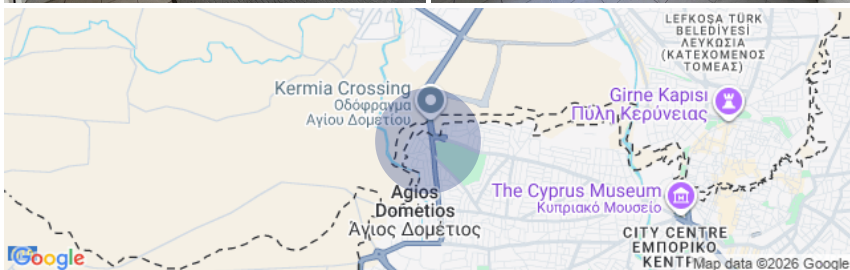 LEFKOŞA TÜRK
BELEDİYESİ
ΛΕΥΚΩΣΙΑ
(ΚΑΤΕΧΟΜΕΝΟΣ
ΤΟΜΕΑΣ)
Kermia Crossing
Οδόφραγμα
Αγίου Δομετίου
Girne Kapısı
Πύλη Κερύνειας
The Cyprus Museum
Κυπριακό Μουσείο
Agios
Dometios
Άγιος Δομέτιος
CITY CENTRE
ΕΜΠΟΡΙΚΟ
ΚΕΝΤΡ
Google
Map data ©2026 Google